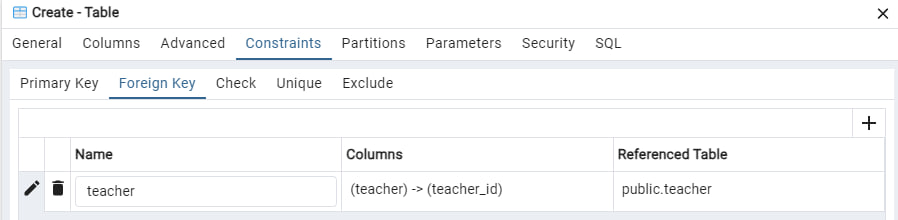 Create - Table
General Columns Advanced Constraints Partitions Parameters Security SQL
Primary Key Foreign Key Check Unique Exclude
Name Columns Referenced Table
teacher (teacher) -> (teacher_id) public.teacher